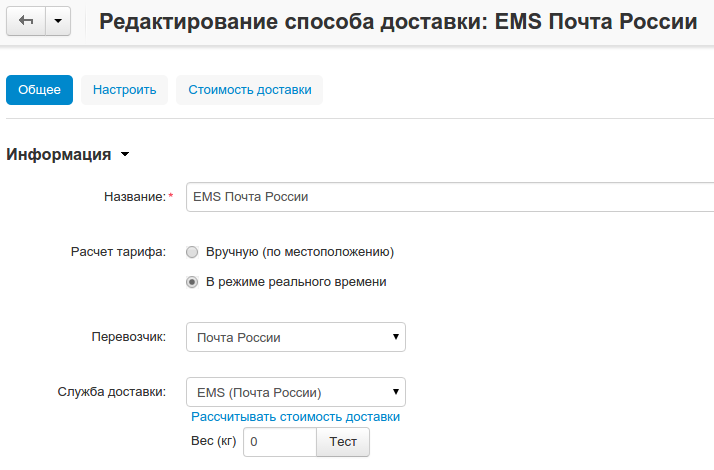 Редактирование способа доставки: EMS Почта России
Общее Настроить Стоимость доставки
Информация
Название:* EMS Почта России
Расчет тарифа: Вручную (по местоположению)
В режиме реального времени
Перевозчик: Почта России
Служба доставки: EMS (Почта России)
Рассчитывать стоимость доставки
Вес (кг) 0 Тест